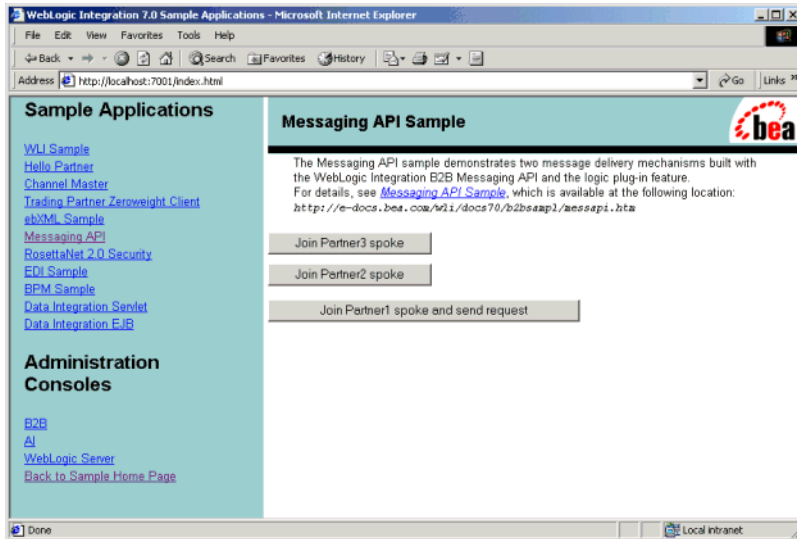 WebLogic Integration 7.0 Sample Applications - Microsoft Internet Explorer
File Edit View Favorites Tools Help
Back Search Favorites History
Address http://localhost:7001/index.html Go Links »
Sample Applications
WLI Sample
Hello Partner
Channel Master
Trading Partner Zeroweight Client
ebXML Sample
Messaging API
RosettaNet 2.0 Security
EDI Sample
BPM Sample
Data Integration Servlet
Data Integration EJB
Administration
Consoles
B2B
AI
WebLogic Server
Back to Sample Home Page
Messaging API Sample
bea
The Messaging API sample demonstrates two message delivery mechanisms built with
the WebLogic Integration B2B Messaging API and the logic plug-in feature.
For details, see Messaging API Sample, which is available at the following location:
http://e-docs.bea.com/wli/docs70/b2bsampl/messapi.htm
Join Partner3 spoke
Join Partner2 spoke
Join Partner1 spoke and send request
Done Local intranet